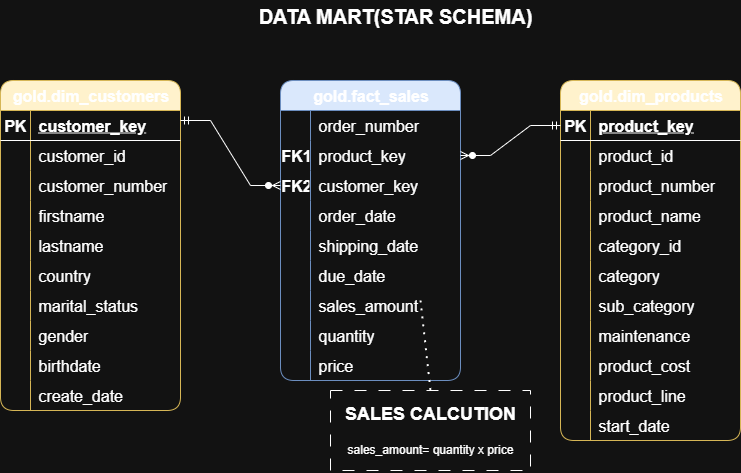 DATA MART(STAR SCHEMA)
gold.dim_customers
PK customer_key
customer_id
customer_number
firstname
lastname
country
marital_status
gender
birthdate
create_date
gold.fact_sales
order_number
FK1 product_key
FK2 customer_key
order_date
shipping_date
due_date
sales_amount
quantity
price
gold.dim_products
PK product_key
product_id
product_number
product_name
category_id
category
sub_category
maintenance
product_cost
product_line
start_date
SALES CALCUTION
sales_amount= quantity x price